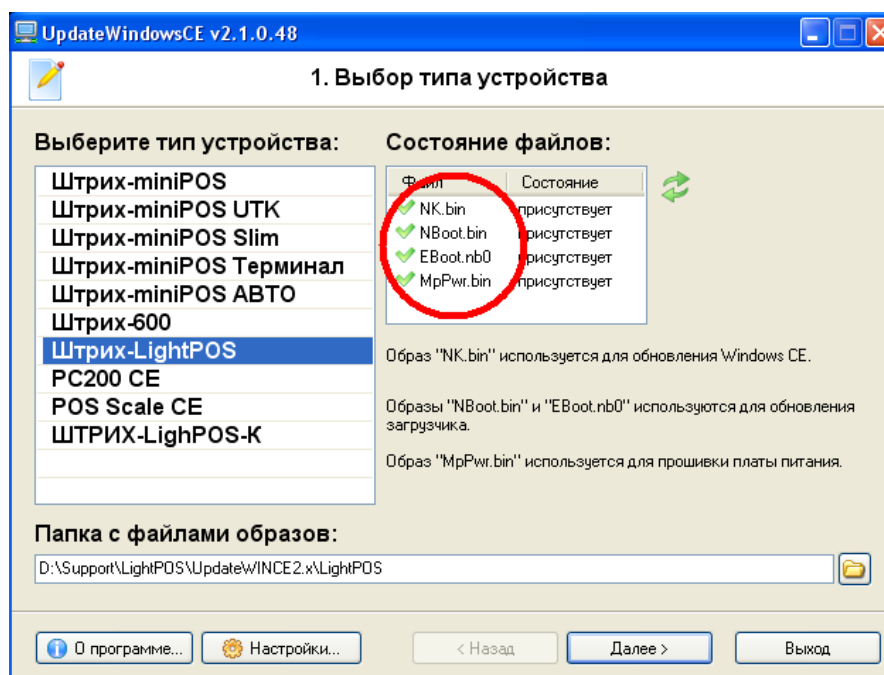 UpdateWindowsCE v2.1.0.48
1. Выбор типа устройства
Выберите тип устройства:
Штрих-miniPOS
Штрих-miniPOS UTK
Штрих-miniPOS Slim
Штрих-miniPOS Терминал
Штрих-miniPOS АВТО
Штрих-600
Штрих-LightPOS
PC200 CE
POS Scale CE
ШТРИХ-LighPOS-К
Состояние файлов:
Файл Состояние
NK.bin присутствует
NBoot.bin присутствует
EBoot.nb0 присутствует
MpPwr.bin присутствует
Образ "NK.bin" используется для обновления Windows CE.
Образы "NBoot.bin" и "EBoot.nb0" используются для обновления
загрузчика.
Образ "MpPwr.bin" используется для прошивки платы питания.
Папка с файлами образов:
D:\Support\LightPOS\UpdateWINCE2.x\LightPOS
О программе... Настройки... < Назад Далее > Выход